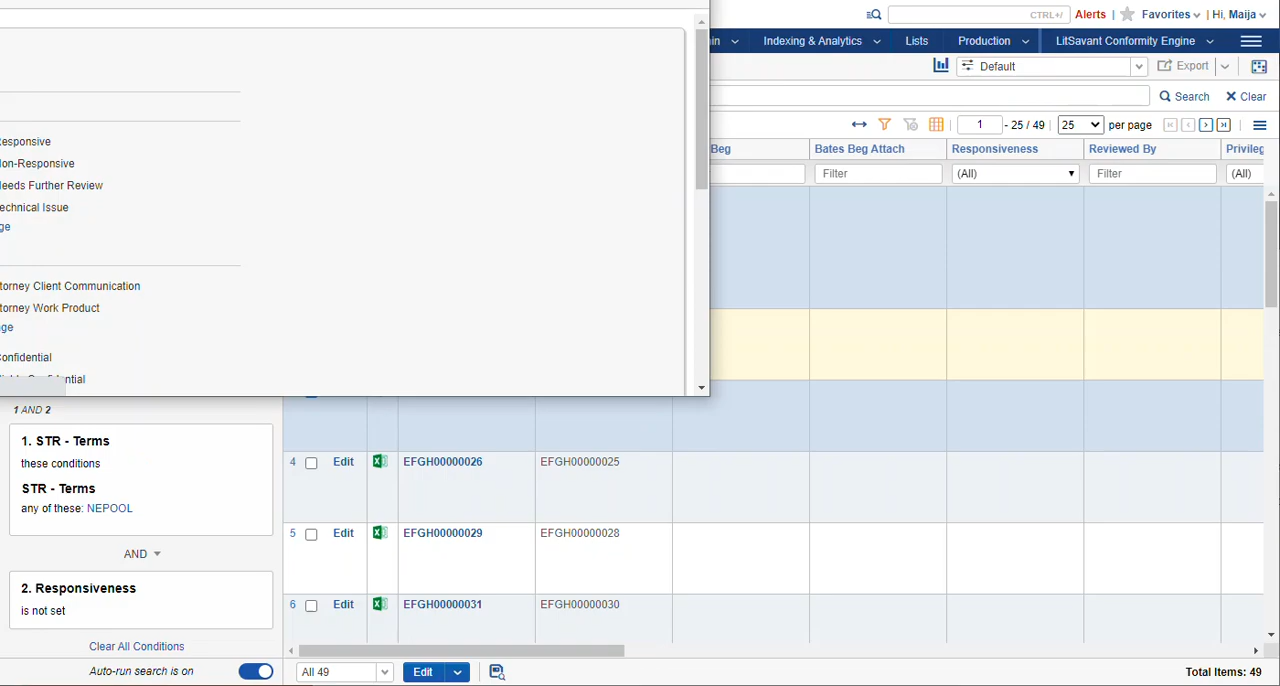 CTRL+/ Alerts | Favorites | Hi, Maija
Indexing & Analytics Lists Production LitSavant Conformity Engine
Default Export
Search Clear
1 - 25 / 49 25 per page
Beg Bates Beg Attach Responsiveness Reviewed By Privileg
Filter (All) Filter (All)
esponsive
on-Responsive
eeds Further Review
echnical Issue
ge
torney Client Communication
torney Work Product
ge
onfidential
1 AND 2
1. STR - Terms
these conditions
STR - Terms
any of these: NEPOOL
AND
2. Responsiveness
is not set
Clear All Conditions
Auto-run search is on
4 Edit EFGH00000026 EFGH00000025
5 Edit EFGH00000029 EFGH00000028
6 Edit EFGH00000031 EFGH00000030
All 49 Edit Total Items: 49